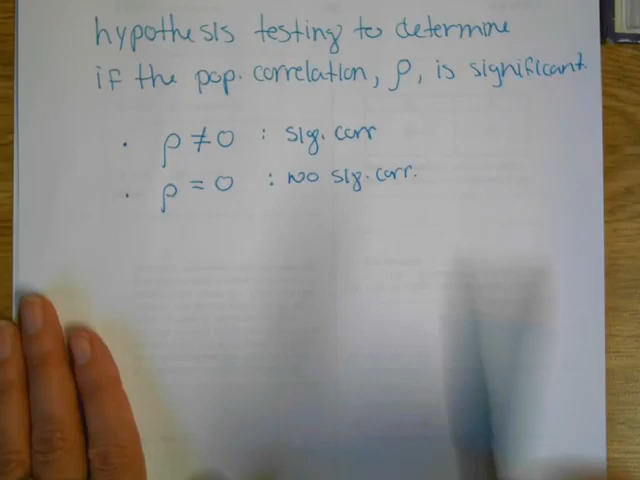 hypothesis testing to determine
if the pop. correlation, ρ, is significant.
· ρ ≠ 0 : sig. corr
· ρ = 0 : no sig. corr.